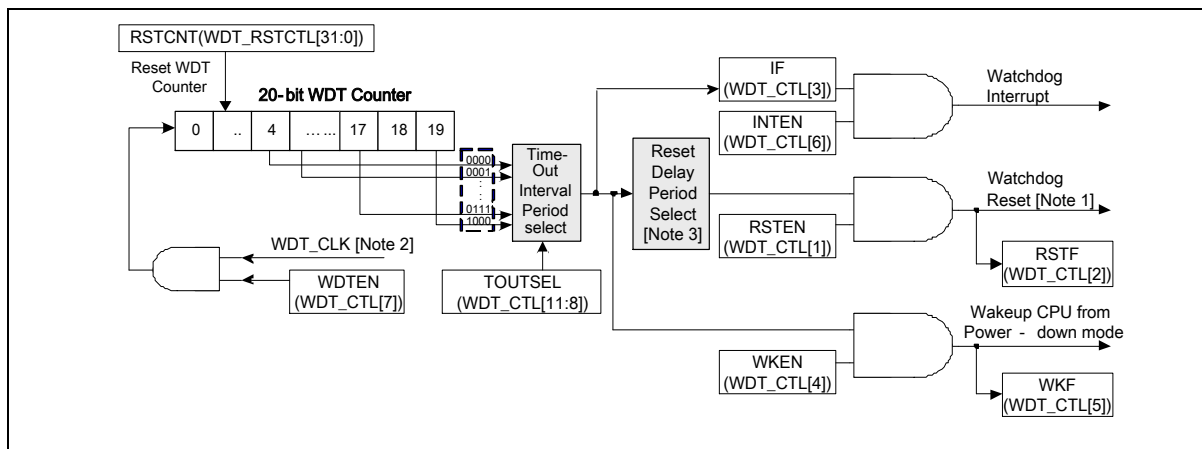 RSTCNT(WDT_RSTCTL[31:0])
Reset WDT
Counter
20-bit WDT Counter
0 .. 4 ... ... 17 18 19
0000
0001
0111
1000
Time-
Out
Interval
Period
select
TOUTSEL
(WDT_CTL[11:8])
WDT_CLK [Note 2]
WDTEN
(WDT_CTL[7])
Reset
Delay
Period
Select
[Note 3]
IF
(WDT_CTL[3])
INTEN
(WDT_CTL[6])
Watchdog
Interrupt
RSTEN
(WDT_CTL[1])
Watchdog
Reset [Note 1]
RSTF
(WDT_CTL[2])
WKEN
(WDT_CTL[4])
Wakeup CPU from
Power - down mode
WKF
(WDT_CTL[5])